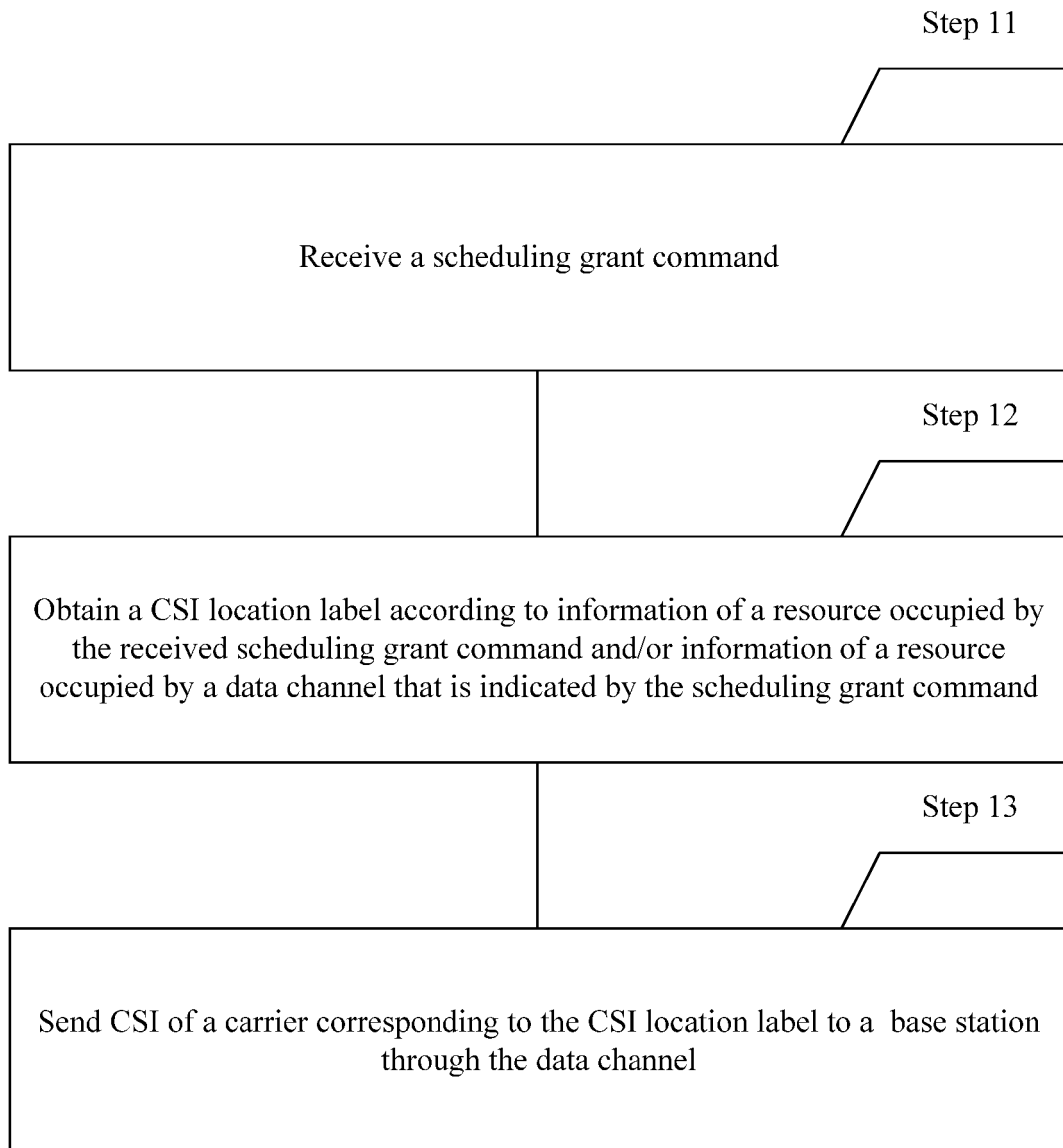 Step 11
Receive a scheduling grant command
Step 12
Obtain a CSI location label according to information of a resource occupied by
the received scheduling grant command and/or information of a resource
occupied by a data channel that is indicated by the scheduling grant command
Step 13
Send CSI of a carrier corresponding to the CSI location label to a base station
through the data channel